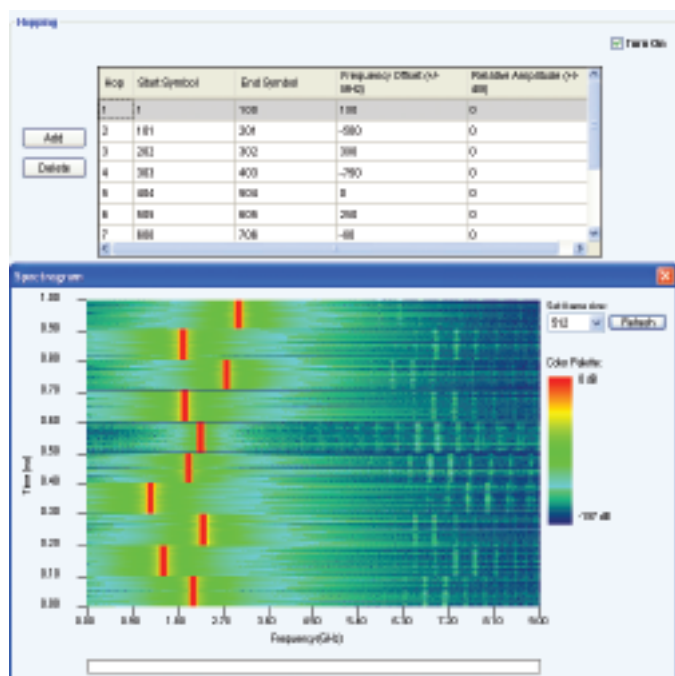 Hopping
Turn On
Hop Start Symbol End Symbol Frequency Offset (+/- MHz) Relative Amplitude (+/- dB)
1 1 100 100 0
Add
2 101 201 -500 0
3 202 302 300 0
Delete
4 303 403 -750 0
5 404 504 0 0
6 505 605 250 0
7 606 706 0
Spectrogram
1.00
0.90
0.80
0.70
0.60
0.50
0.40
0.30
0.20
0.10
0.00
Time (ms)
Set frame size:
512 Refresh
Color Palette:
0 dB
0.00 0.90 1.80 2.70 3.60 4.50 5.40 6.30 7.20 8.10 9.00
Frequency(GHz)